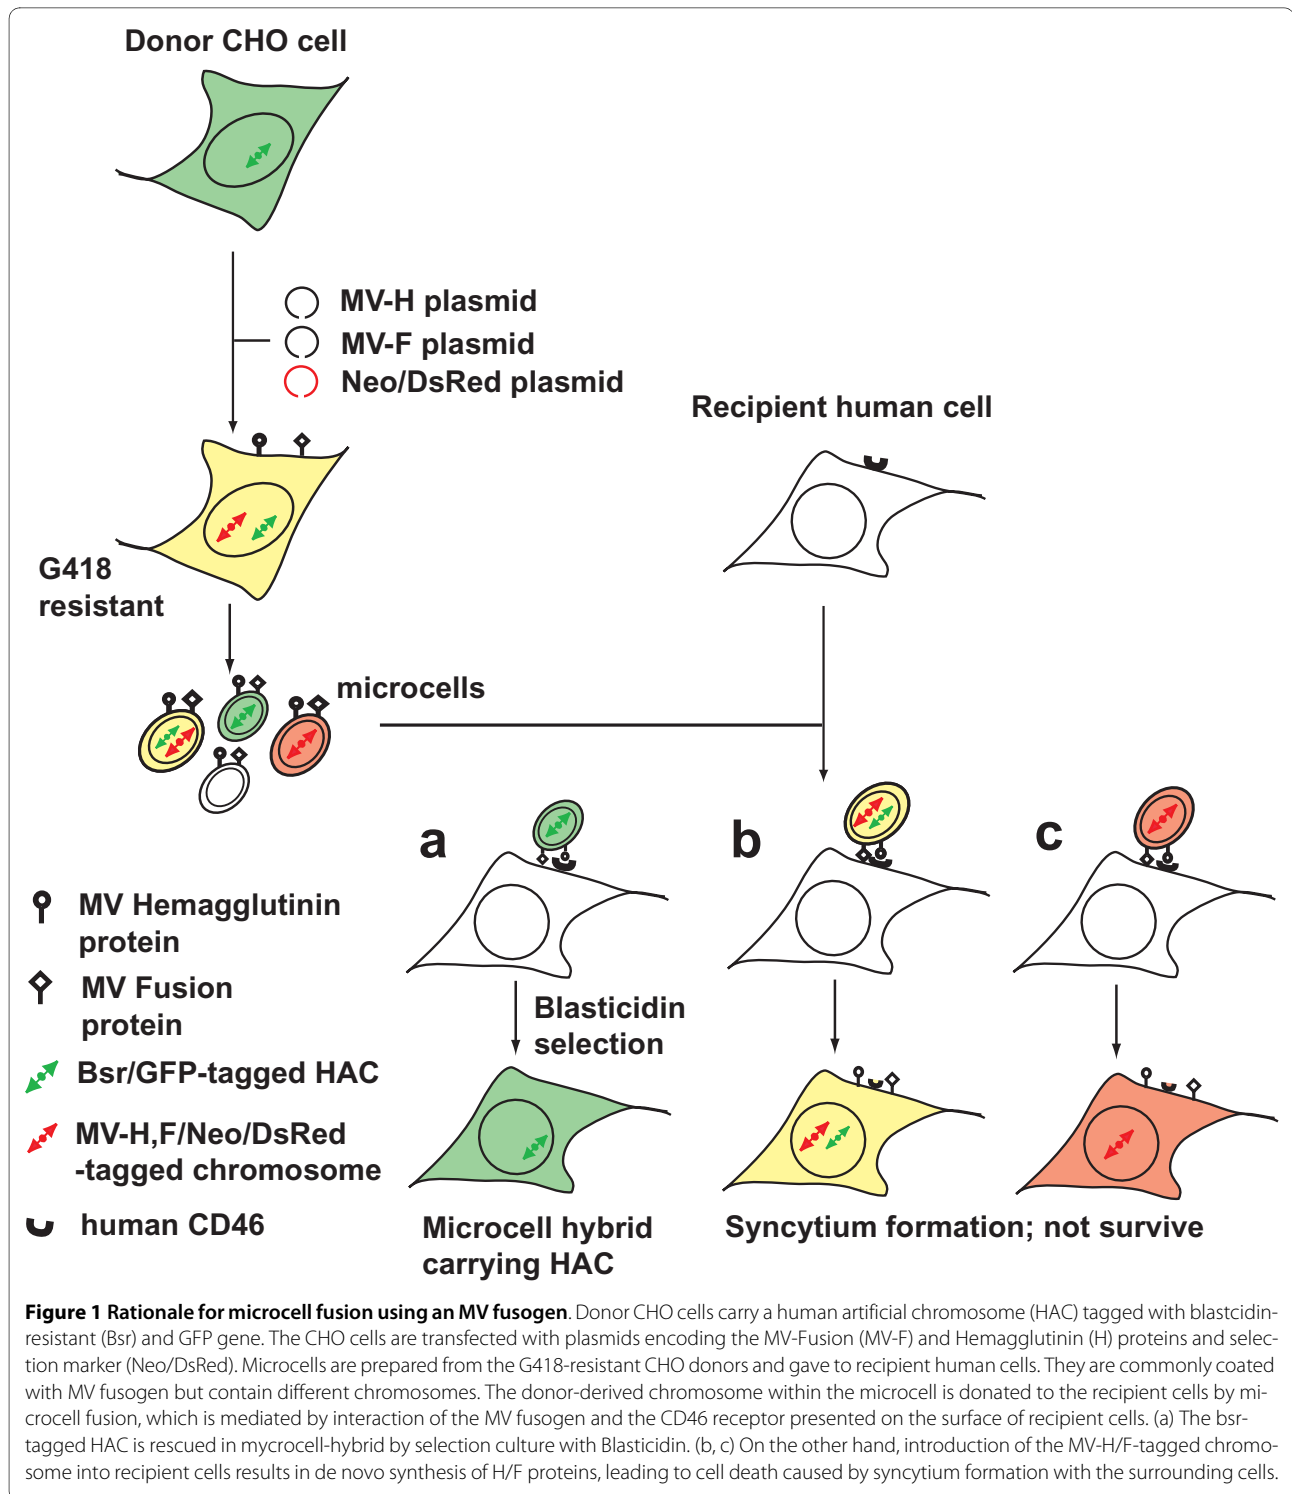 Donor CHO cell
MV-H plasmid
MV-F plasmid
Neo/DsRed plasmid
Recipient human cell
G418
resistant
microcells
a
b
c
MV Hemagglutinin
protein
MV Fusion
protein
Bsr/GFP-tagged HAC
MV-H,F/Neo/DsRed
-tagged chromosome
human CD46
Blasticidin
selection
Microcell hybrid
carrying HAC
Syncytium formation; not survive
Figure 1 Rationale for microcell fusion using an MV fusogen. Donor CHO cells carry a human artificial chromosome (HAC) tagged with blastcidin-
resistant (Bsr) and GFP gene. The CHO cells are transfected with plasmids encoding the MV-Fusion (MV-F) and Hemagglutinin (H) proteins and selec-
tion marker (Neo/DsRed). Microcells are prepared from the G418-resistant CHO donors and gave to recipient human cells. They are commonly coated
with MV fusogen but contain different chromosomes. The donor-derived chromosome within the microcell is donated to the recipient cells by mi-
crocell fusion, which is mediated by interaction of the MV fusogen and the CD46 receptor presented on the surface of recipient cells. (a) The bsr-
tagged HAC is rescued in mycrocell-hybrid by selection culture with Blasticidin. (b, c) On the other hand, introduction of the MV-H/F-tagged chromo-
some into recipient cells results in de novo synthesis of H/F proteins, leading to cell death caused by syncytium formation with the surrounding cells.